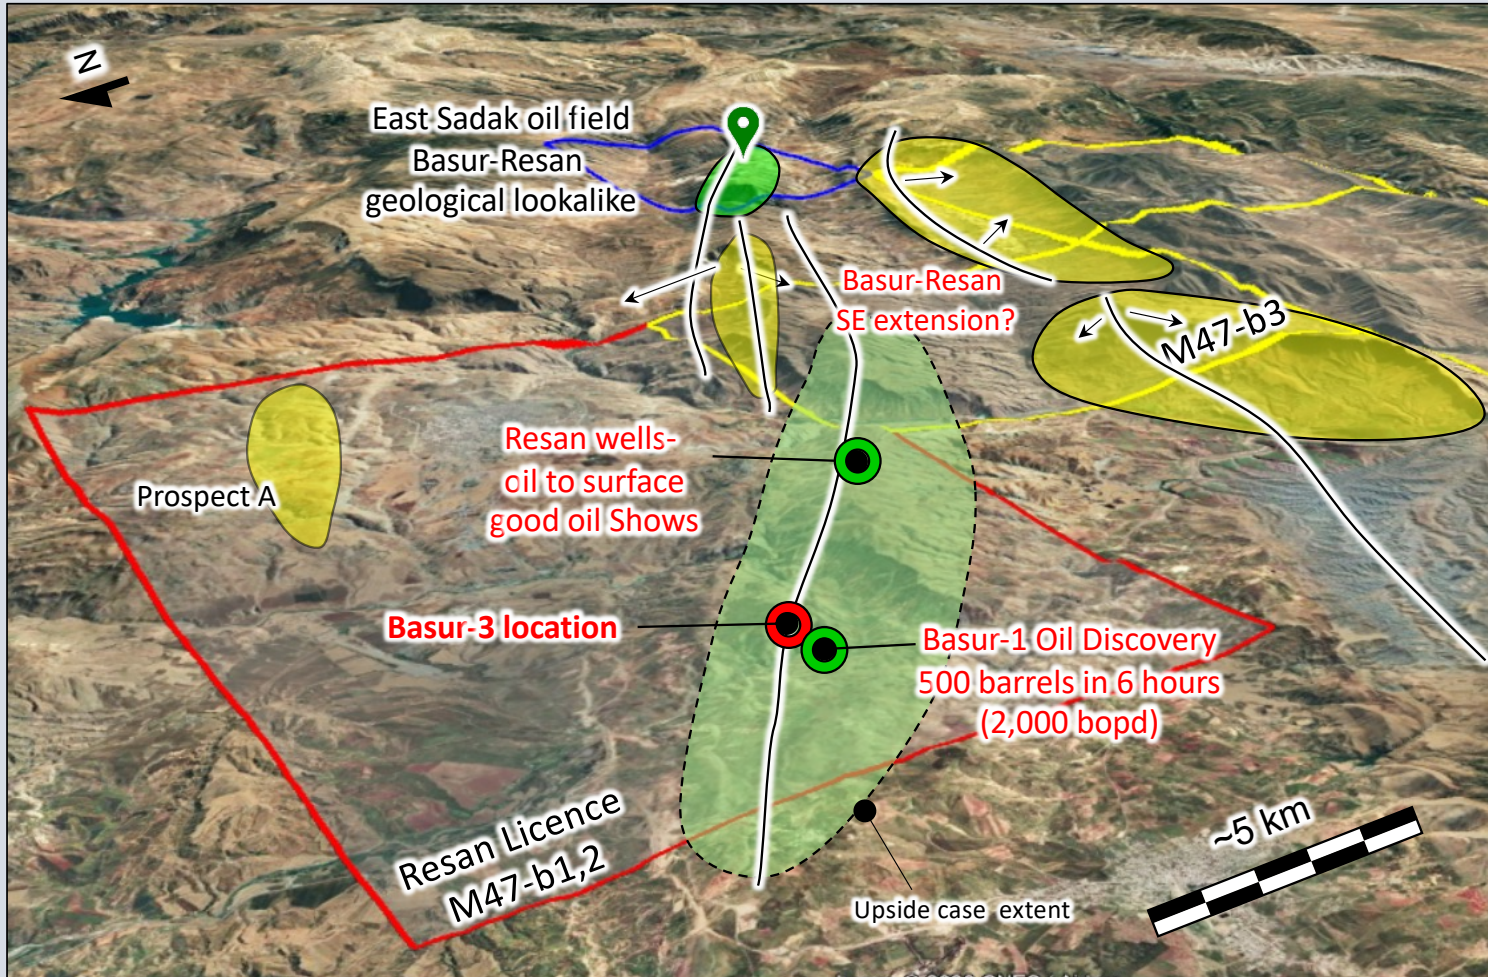 N
East Sadak oil field
Basur-Resan
geological lookalike
Basur-Resan
SE extension?
M47-b3
Resan wells-
oil to surface
good oil Shows
Prospect A
Basur-3 location
Basur-1 Oil Discovery
500 barrels in 6 hours
(2,000 bopd)
Resan Licence
M47-b1,2
~5 km
Upside case extent